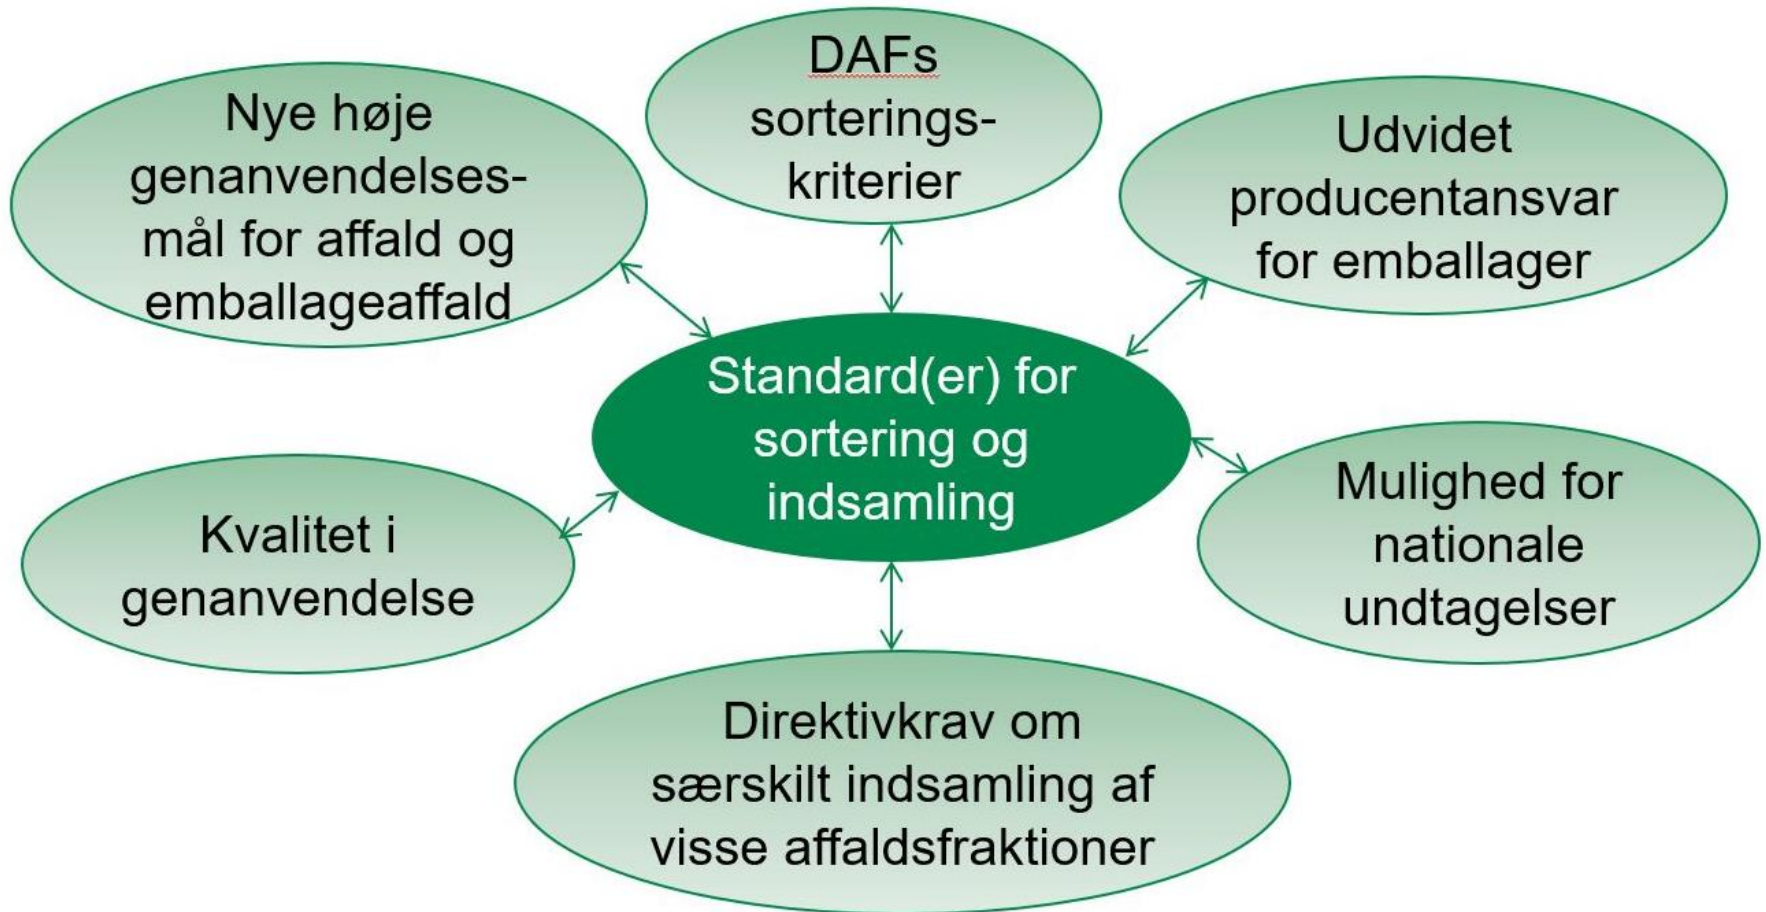 DAFs
sorterings-
kriterier
Nye høje
genanvendelses-
mål for affald og
emballageaffald
Udvidet
producentansvar
for emballager
Standard(er) for
sortering og
indsamling
Kvalitet i
genanvendelse
Mulighed for
nationale
undtagelser
Direktivkrav om
særskilt indsamling af
visse affaldsfraktioner